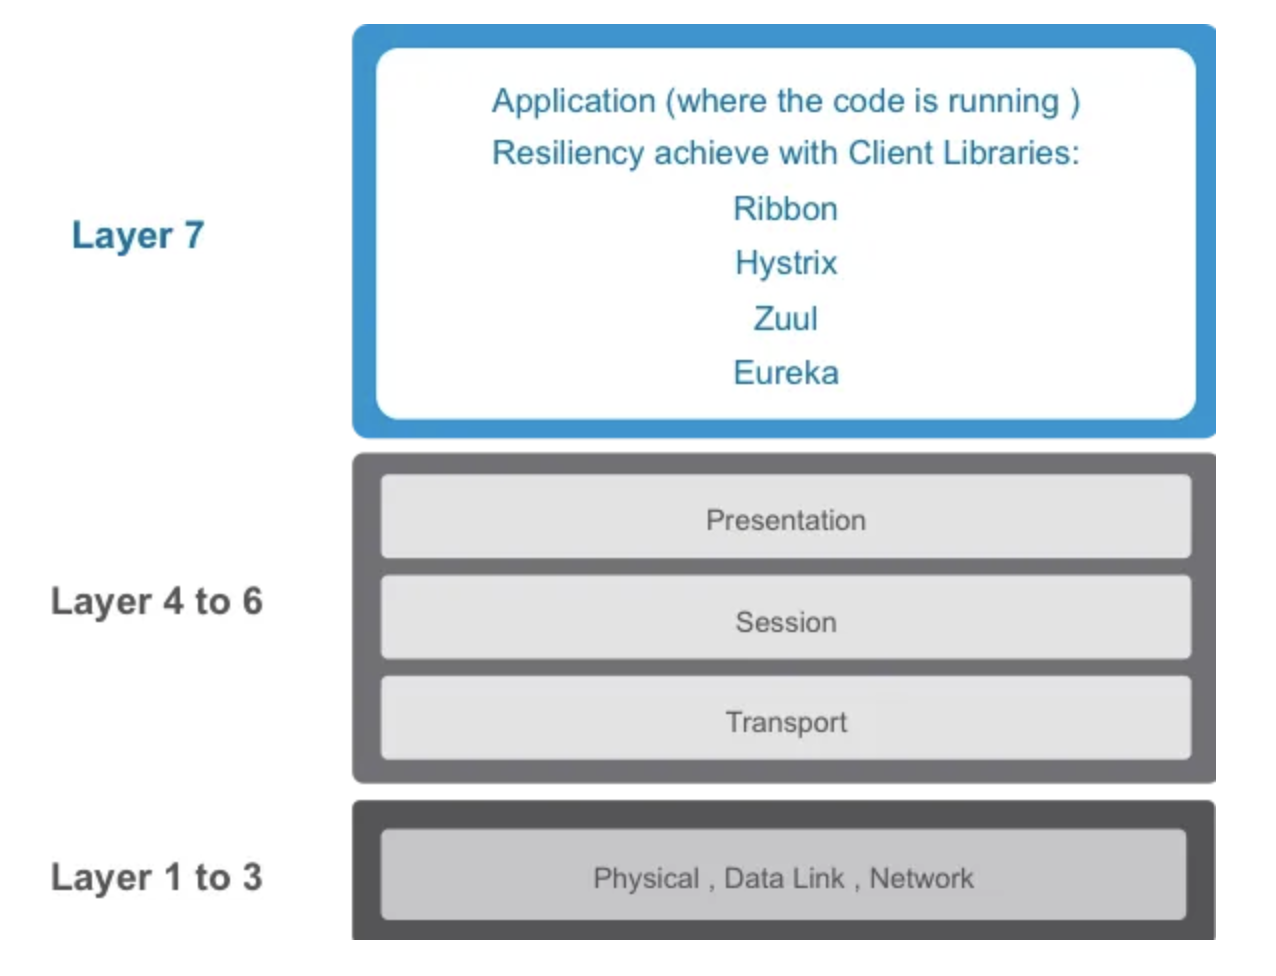 Application (where the code is running )
Resiliency achieve with Client Libraries:
Ribbon
Hystrix
Zuul
Eureka
Layer 7
Presentation
Session
Transport
Layer 4 to 6
Physical , Data Link , Network
Layer 1 to 3